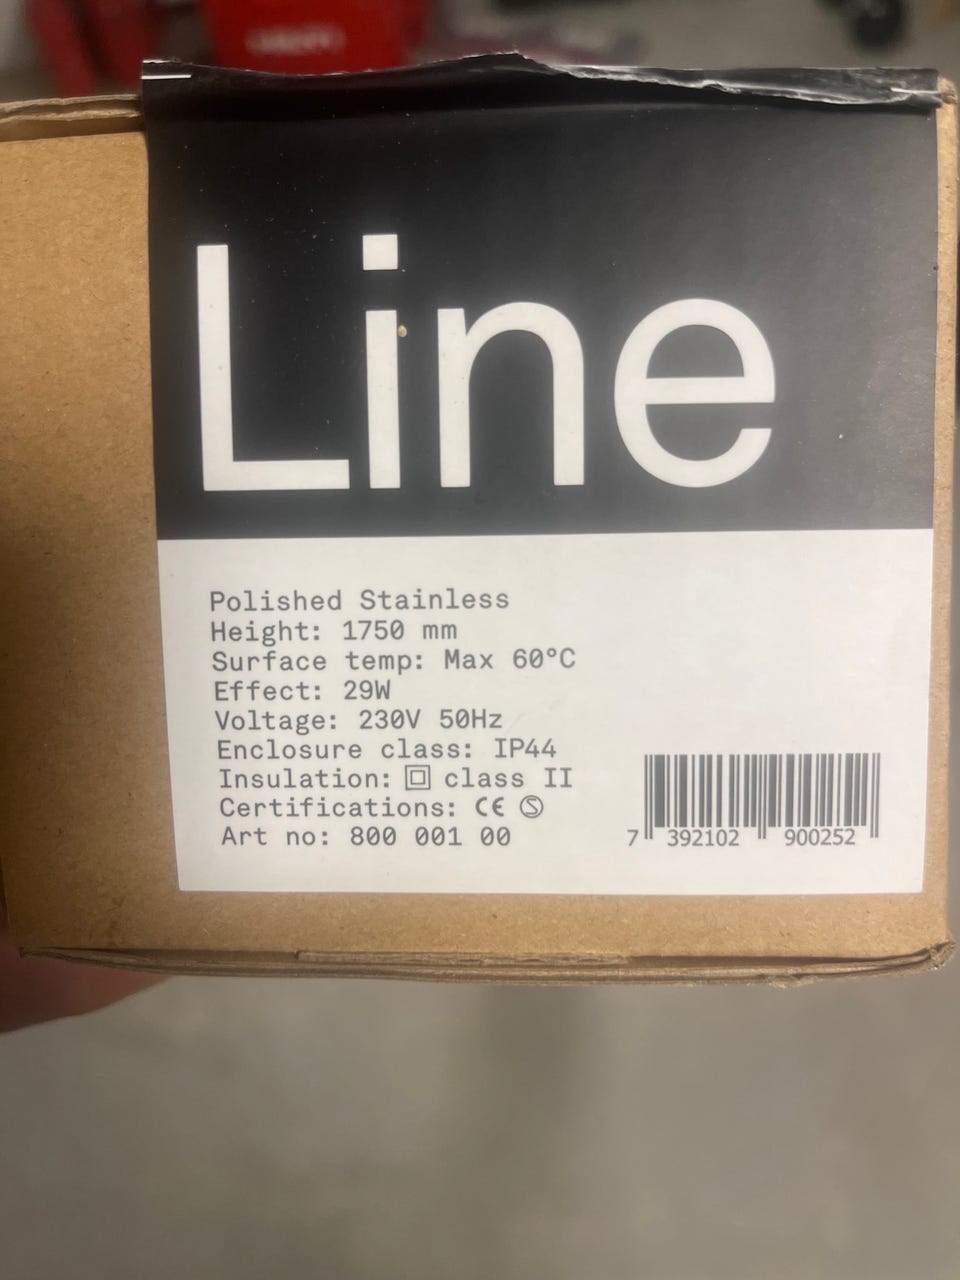 Line
Polished Stainless
Height: 1750 mm
Surface temp: Max 60°C
Effect: 29W
Voltage: 230V 50Hz
Enclosure class: IP44
Insulation: class II
Certifications: CE Ⓢ
Art no: 800 001 00
7 392102 900252